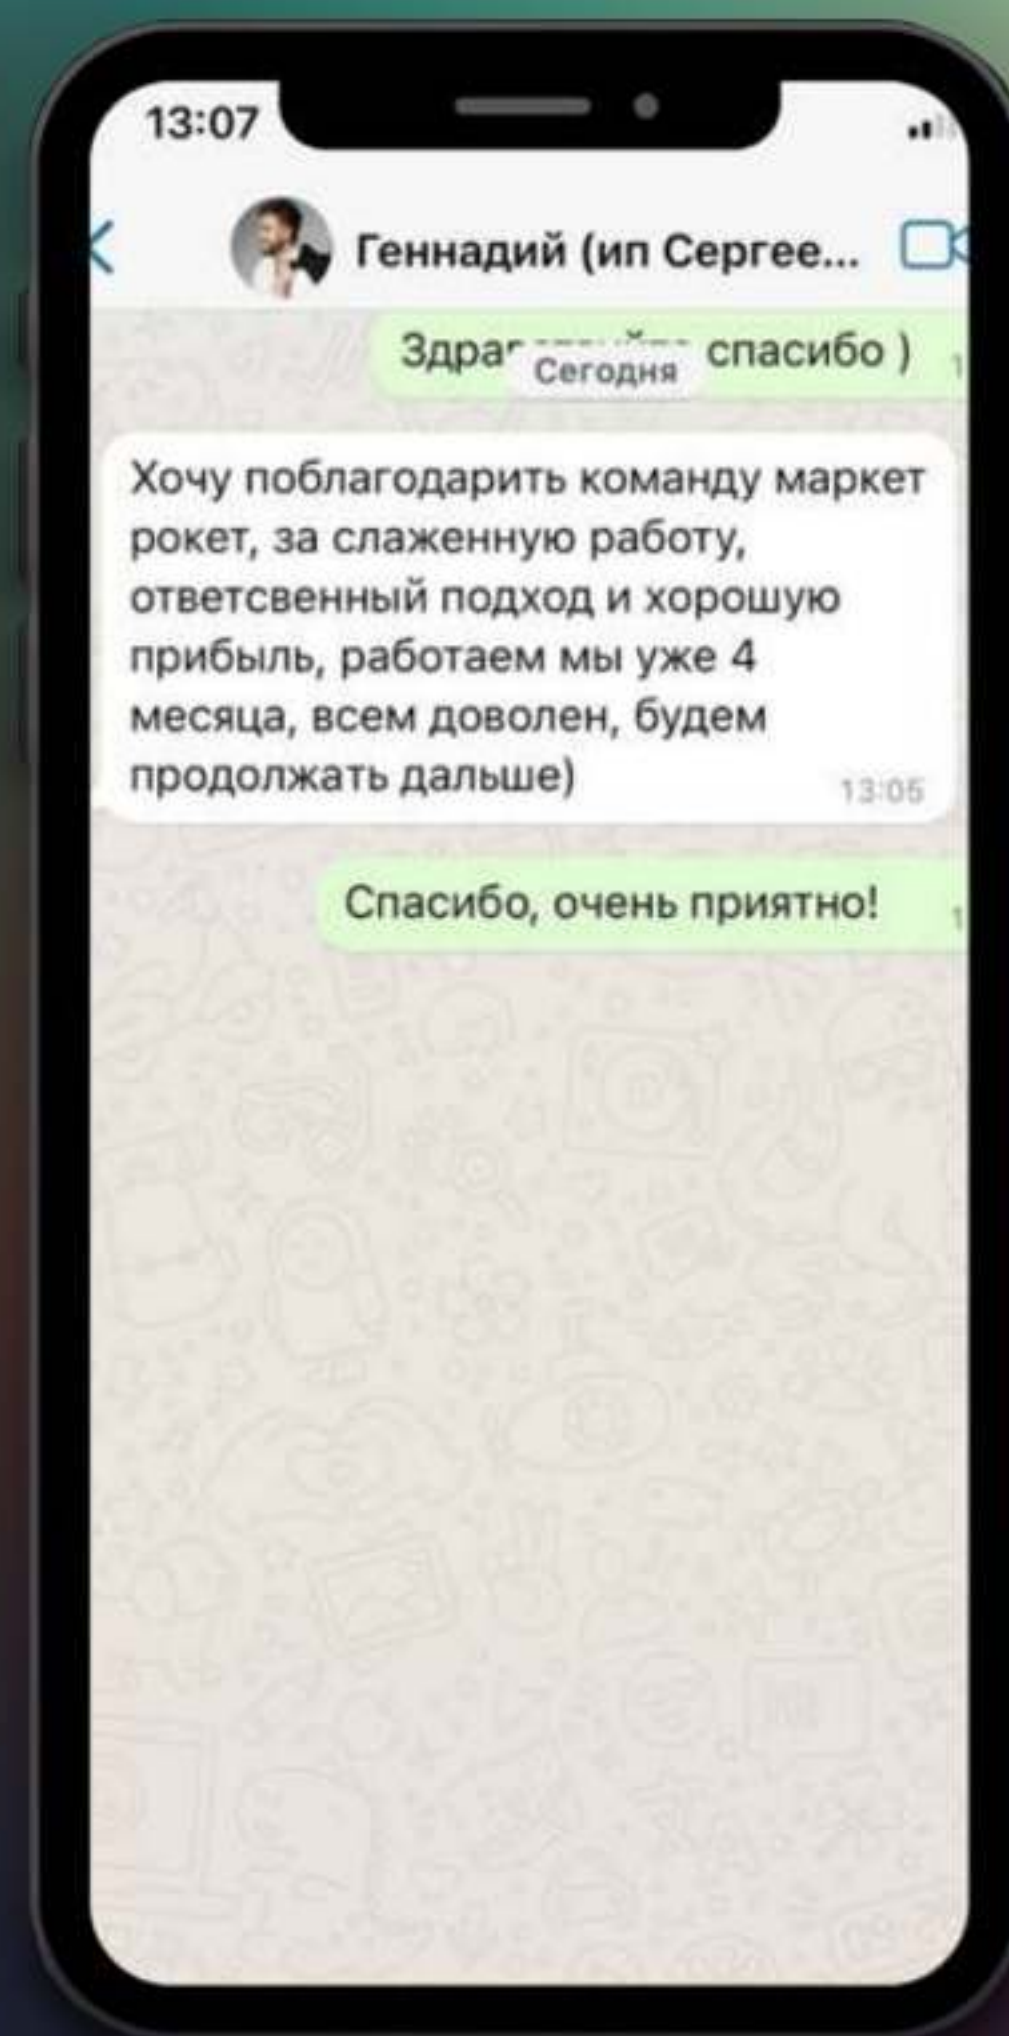 13:07
Геннадий (ип Сергее...
спасибо )
Сегодня
Хочу поблагодарить команду маркет
рокет, за слаженную работу,
ответсвенный подход и хорошую
прибыль, работаем мы уже 4
месяца, всем доволен, будем
продолжать дальше)
13:05
Спасибо, очень приятно!